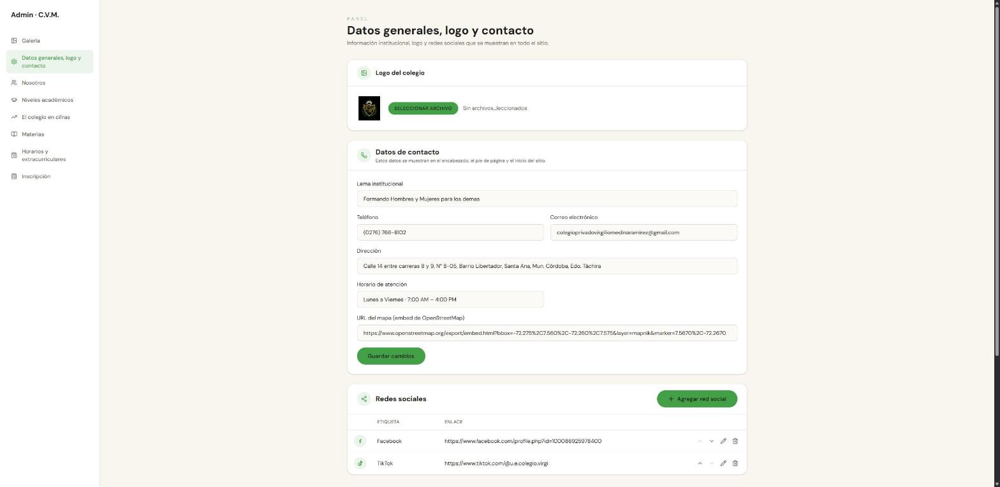 Admin · C.V.M.
Galería
Datos generales, logo y
contacto
Nosotros
Niveles académicos
El colegio en cifras
Materias
Horarios y
extracurriculares
Inscripción
PANEL
Datos generales, logo y contacto
Información institucional, logo y redes sociales que se muestran en todo el sitio.
Logo del colegio
SELECCIONAR ARCHIVO
Sin archivos...leccionados
Datos de contacto
Estos datos se muestran en el encabezado, el pie de página y el inicio del sitio.
Lema institucional
Formando Hombres y Mujeres para los demas
Teléfono
Correo electrónico
(0276) 766-8102
colegioprivadovirgiliomedinaramirez@gmail.com
Dirección
Calle 14 entre carreras 8 y 9, N° 8-05, Barrio Libertador, Santa Ana, Mun. Córdoba, Edo. Táchira
Horario de atención
Lunes a Viernes · 7:00 AM – 4:00 PM
URL del mapa (embed de OpenStreetMap)
https://www.openstreetmap.org/export/embed.html?bbox=-72.275%2C7.560%2C-72.260%2C7.575&layer=mapnik&marker=7.5670%2C-72.2670
Guardar cambios
Redes sociales
+ Agregar red social
ETIQUETA ENLACE
Facebook https://www.facebook.com/profile.php?id=100086925978400
TikTok https://www.tiktok.com/@u.e.colegio.virgi